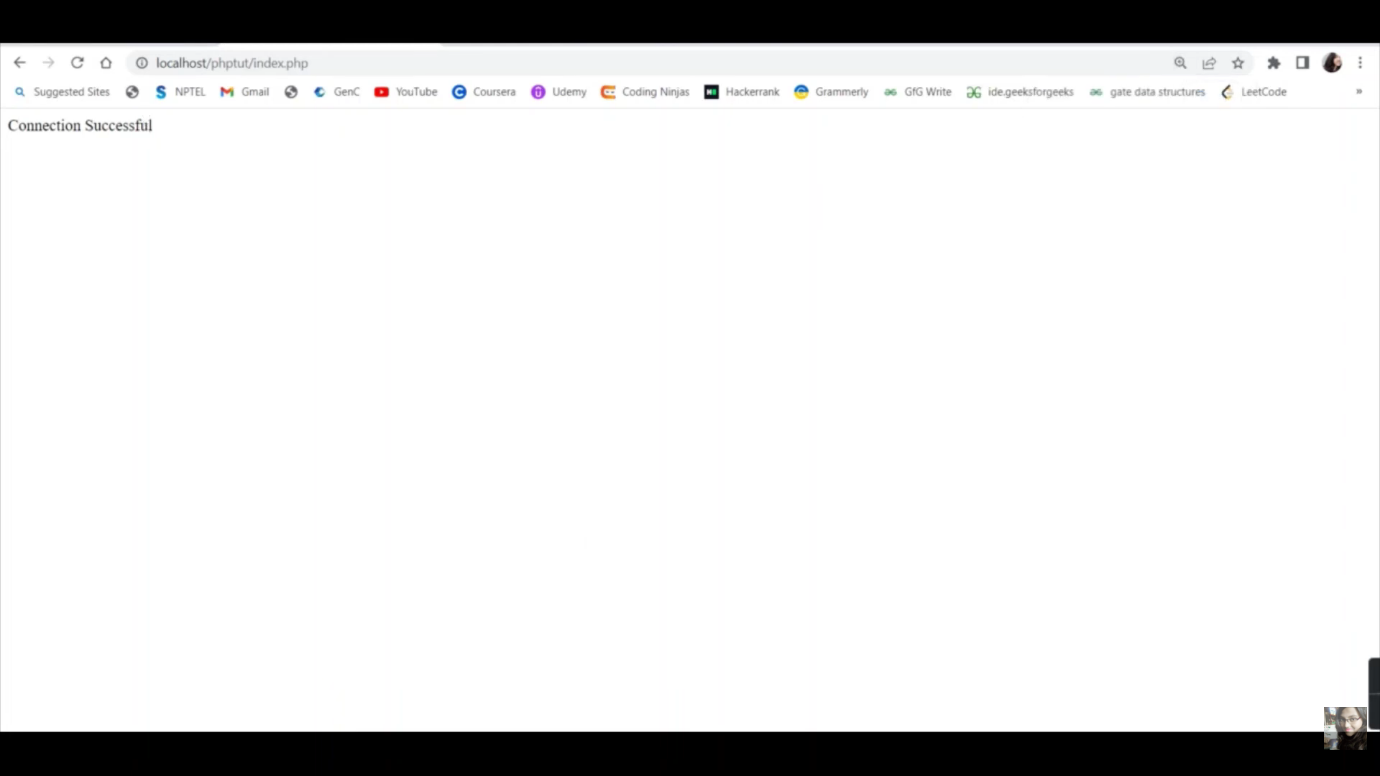 localhost/phptut/index.php
Suggested Sites NPTEL Gmail GenC YouTube Coursera Udemy Coding Ninjas Hackerrank Grammerly GfG Write ide.geeksforgeeks gate data structures LeetCode »
Connection Successful